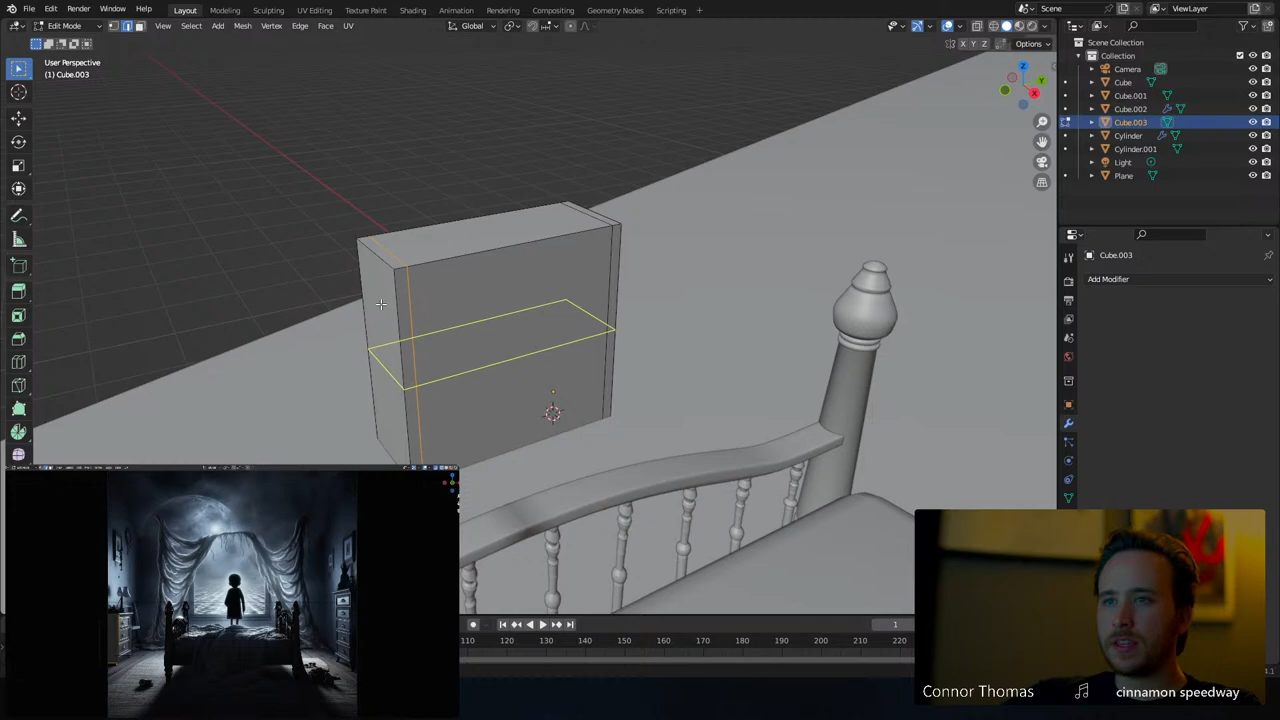 File Edit Render Window Help Layout Modeling Sculpting UV Editing Texture Paint Shading Animation Rendering Compositing Geometry Nodes Scripting Scene ViewLayer
Edit Mode View Select Add Mesh Vertex Edge Face UV Global
X Y Z Options
User Perspective
(1) Cube.003
Z
Y
X
Scene Collection
Collection
Camera
Cube
Cube.001
Cube.002
Cube.003
Cylinder
Cylinder.001
Light
Plane
Cube.003
Add Modifier
1
110 120 130 140 150 160 170 180 190 200 210 220
Connor Thomas
cinnamon speedway